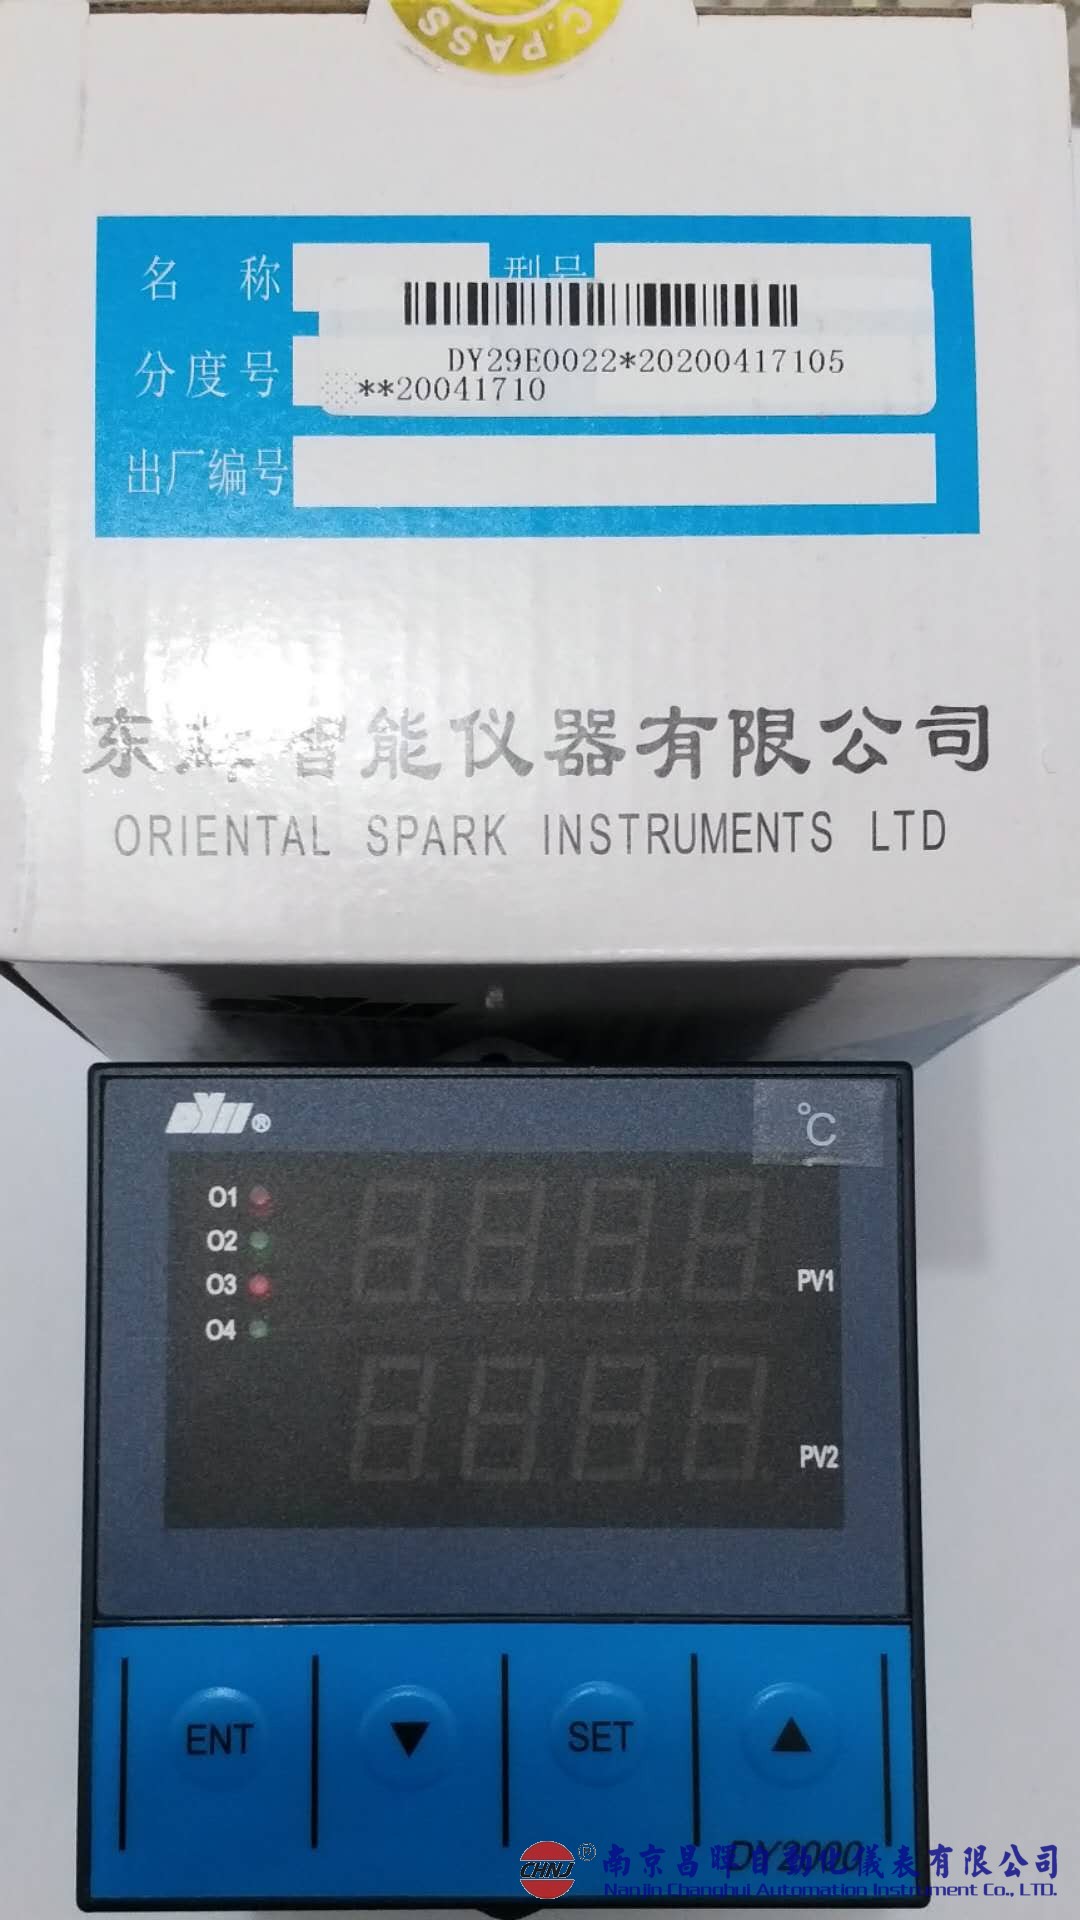 C.PASS
名称 型号
DY29E0022*20200417105
分度号
**20041710
出厂编号
东辉智能仪器有限公司
ORIENTAL SPARK INSTRUMENTS LTD
®
℃
O1
O2
O3
PV1
O4
PV2
ENT ▼ SET ▲
DY2000
CHNJ ® 南京昌晖自动化仪表有限公司
NanJin Changhui Automation Instrument Co., LTD.